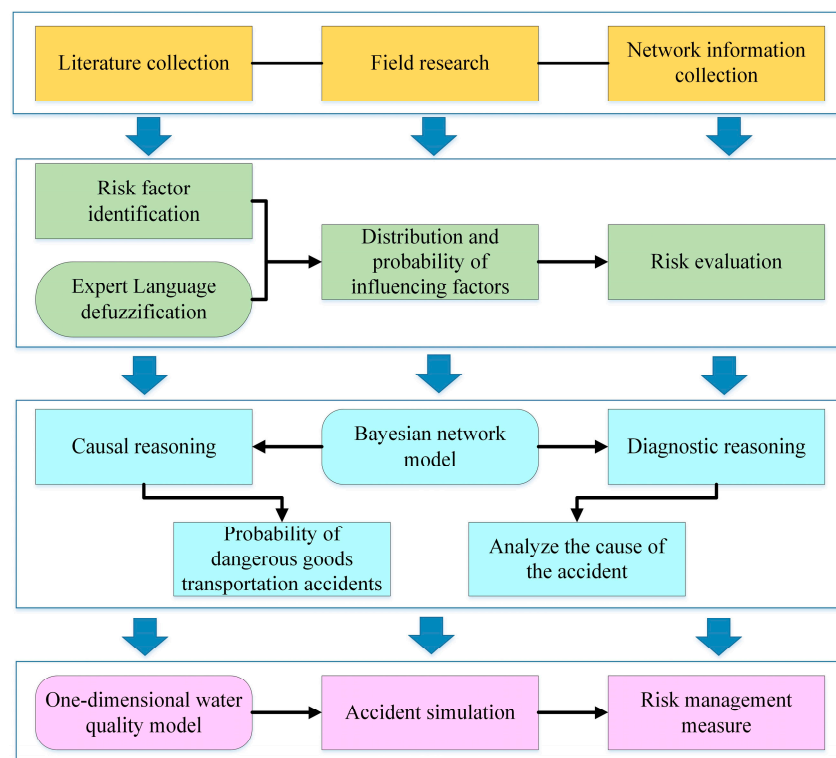 Literature collection
Field research
Network information
collection
Risk factor
identification
Expert Language
defuzzification
Distribution and
probability of
influencing factors
Risk evaluation
Causal reasoning
Bayesian network
model
Diagnostic reasoning
Probability of
dangerous goods
transportation accidents
Analyze the cause of
the accident
One-dimensional water
quality model
Accident simulation
Risk management
measure